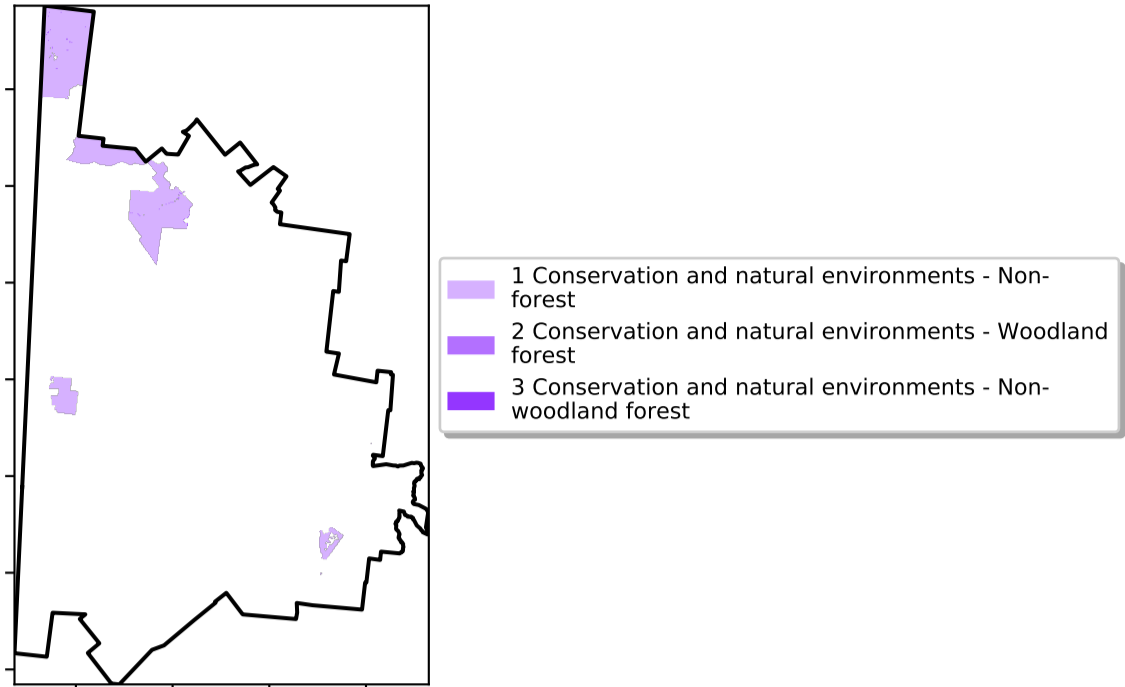 1 Conservation and natural environments - Non-
forest
2 Conservation and natural environments - Woodland
forest
3 Conservation and natural environments - Non-
woodland forest